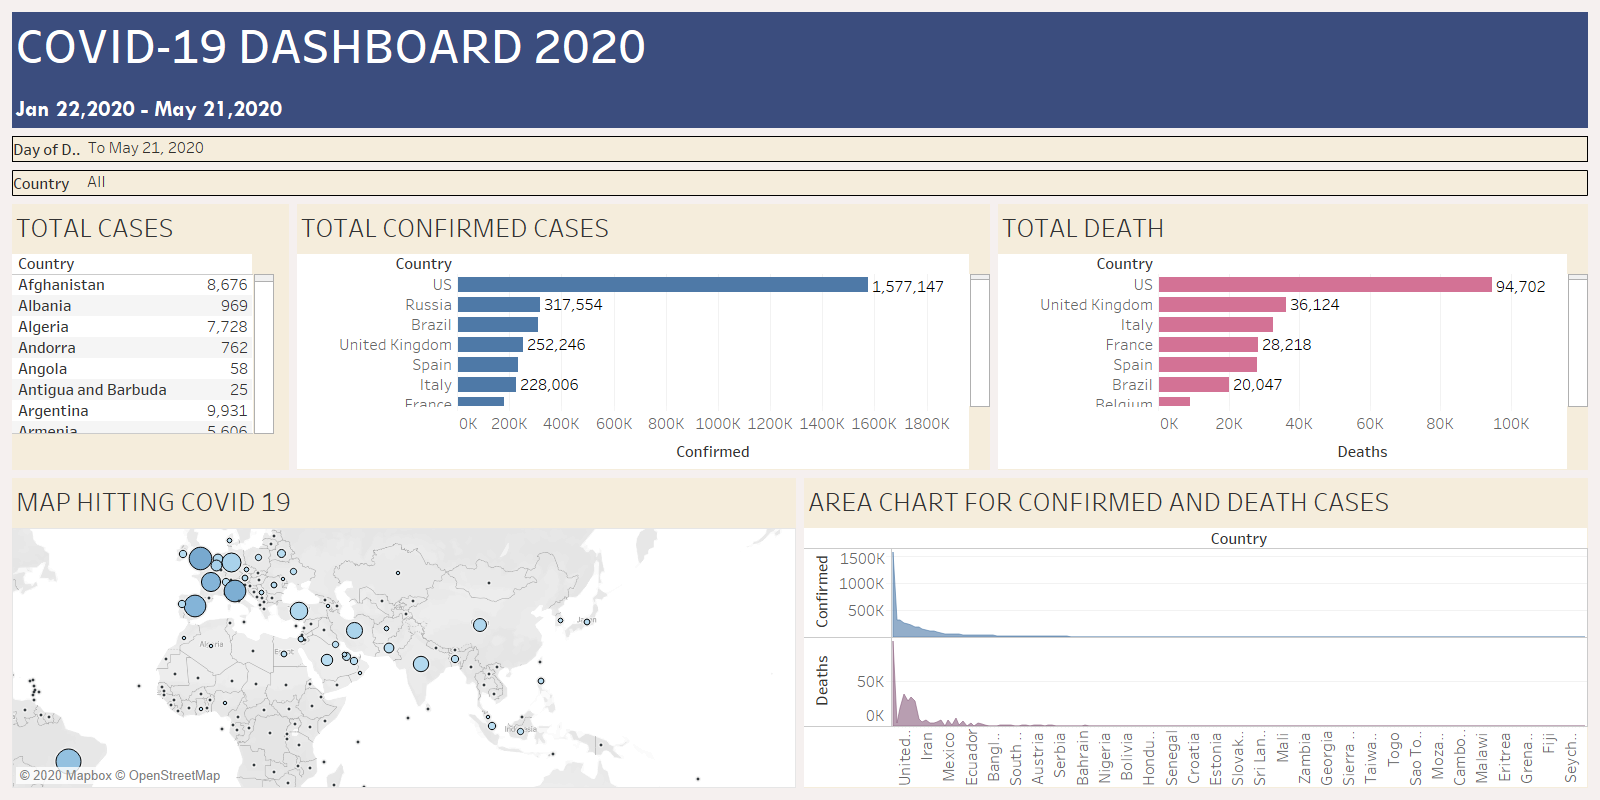 COVID-19 DASHBOARD 2020
Jan 22,2020 - May 21,2020
Day of D.. To May 21, 2020
Country All
TOTAL CASES
Country
Afghanistan 8,676
Albania 969
Algeria 7,728
Andorra 762
Angola 58
Antigua and Barbuda 25
Argentina 9,931
Armenia 5,606
TOTAL CONFIRMED CASES
Country
US 1,577,147
Russia 317,554
Brazil
United Kingdom 252,246
Spain
Italy 228,006
France
0K 200K 400K 600K 800K 1000K 1200K 1400K 1600K 1800K
Confirmed
TOTAL DEATH
Country
US 94,702
United Kingdom 36,124
Italy
France 28,218
Spain
Brazil 20,047
Belgium
0K 20K 40K 60K 80K 100K
Deaths
MAP HITTING COVID 19
© 2020 Mapbox © OpenStreetMap
AREA CHART FOR CONFIRMED AND DEATH CASES
Country
Confirmed
1500K
1000K
500K
Deaths
50K
0K
United..
Iran
Mexico
Ecuador
Bangl..
South ..
Austria
Serbia
Bahrain
Nigeria
Bolivia
Hondu..
Senegal
Croatia
Estonia
Slovak..
Sri Lan..
Mali
Zambia
Georgia
Sierra ..
Taiwa..
Togo
Sao To..
Moza..
Cambo..
Malawi
Eritrea
Grena..
Fiji
Seych..